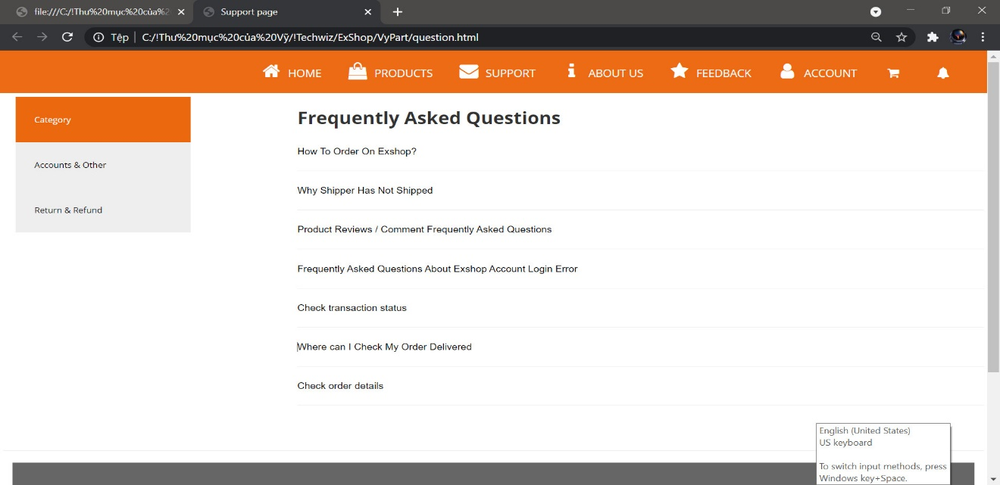 file:///C:/!Thư%20mục%20của%2
Support page
Tệp
C:/!Thư%20mục%20của%20Vỹ/!Techwiz/ExShop/VyPart/question.html
HOME
PRODUCTS
SUPPORT
ABOUT US
FEEDBACK
ACCOUNT
Category
Accounts & Other
Return & Refund
Frequently Asked Questions
How To Order On Exshop?
Why Shipper Has Not Shipped
Product Reviews / Comment Frequently Asked Questions
Frequently Asked Questions About Exshop Account Login Error
Check transaction status
Where can I Check My Order Delivered
Check order details
English (United States)
US keyboard
To switch input methods, press
Windows key+Space.